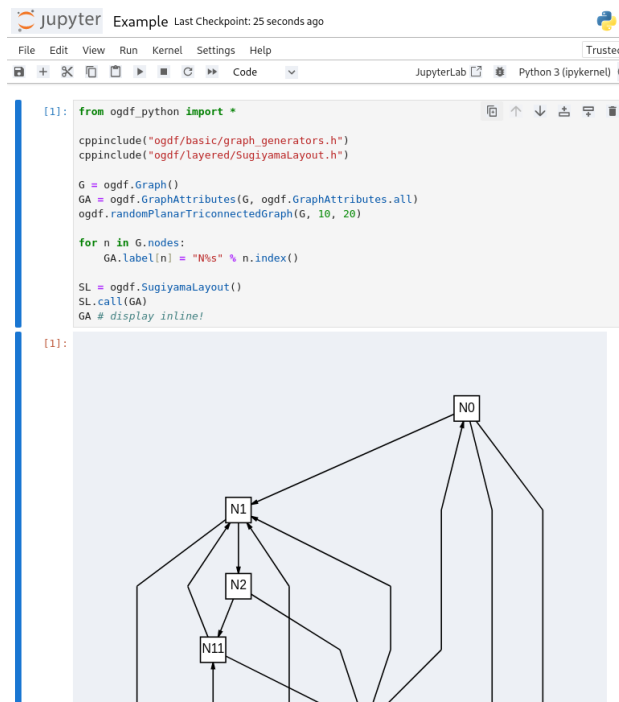 jupyter Example Last Checkpoint: 25 seconds ago
File Edit View Run Kernel Settings Help Trusted
Code JupyterLab Python 3 (ipykernel)
[1]: from ogdf_python import *
cppinclude("ogdf/basic/graph_generators.h")
cppinclude("ogdf/layered/SugiyamaLayout.h")
G = ogdf.Graph()
GA = ogdf.GraphAttributes(G, ogdf.GraphAttributes.all)
ogdf.randomPlanarTriconnectedGraph(G, 10, 20)
for n in G.nodes:
    GA.label[n] = "N%s" % n.index()
SL = ogdf.SugiyamaLayout()
SL.call(GA)
GA # display inline!
[1]:
N0
N1
N2
N11